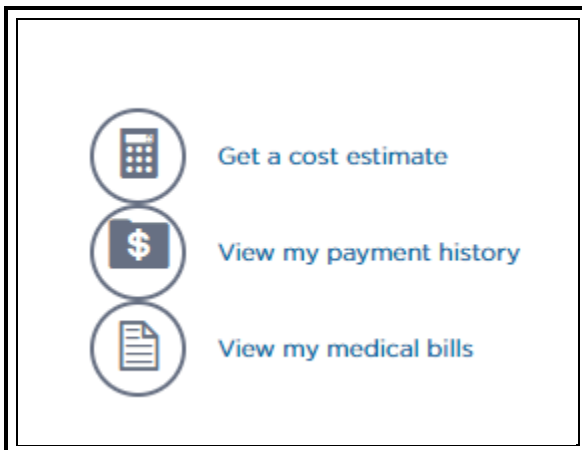 Get a cost estimate
$
View my payment history
View my medical bills